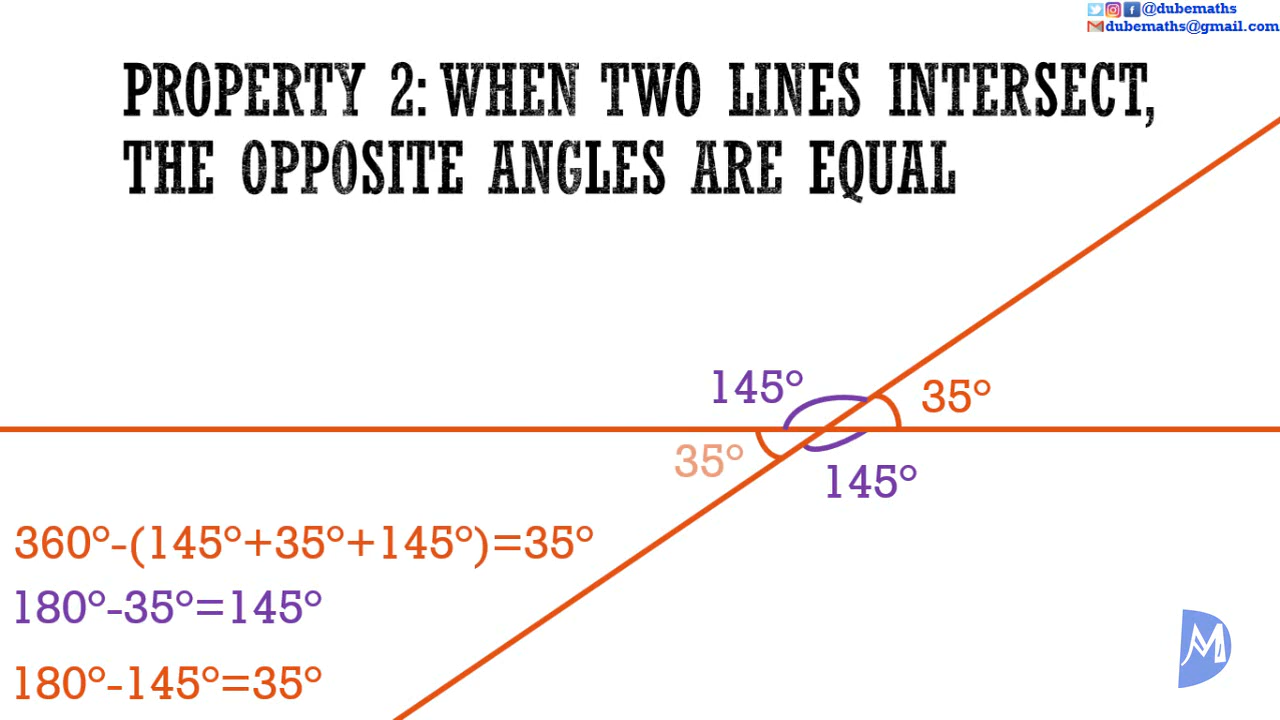 @dubemaths
dubemaths@gmail.com
PROPERTY 2: WHEN TWO LINES INTERSECT,
THE OPPOSITE ANGLES ARE EQUAL
145°
35°
35°
145°
360°-(145°+35°+145°)=35°
180°-35°=145°
180°-145°=35°